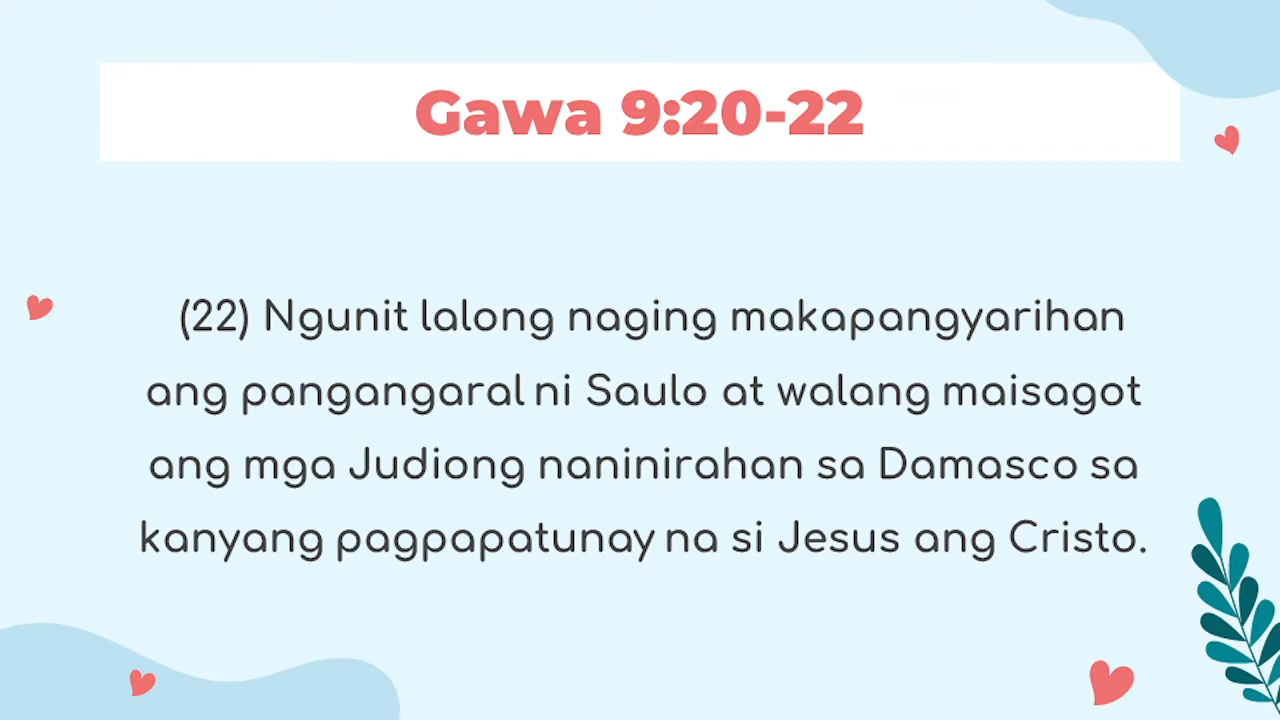 Gawa 9:20-22
(22) Ngunit lalong naging makapangyarihan
ang pangangaral ni Saulo at walang maisagot
ang mga Judiong naninirahan sa Damasco sa
kanyang pagpapatunay na si Jesus ang Cristo.